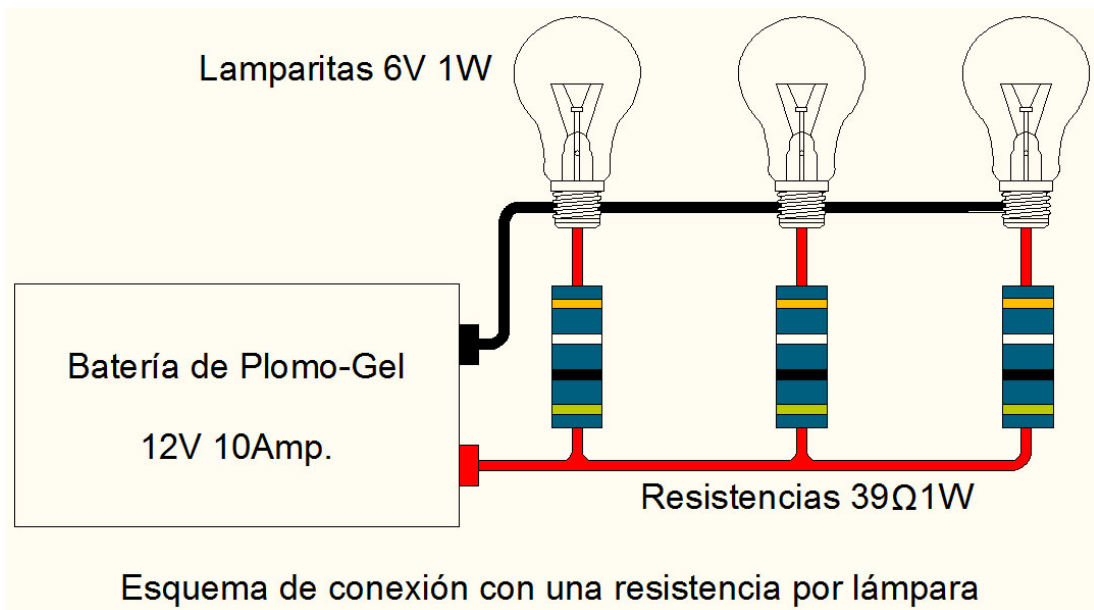 Lamparitas 6V 1W
Batería de Plomo-Gel
12V 10Amp.
Resistencias 39Ω1W
Esquema de conexión con una resistencia por lámpara